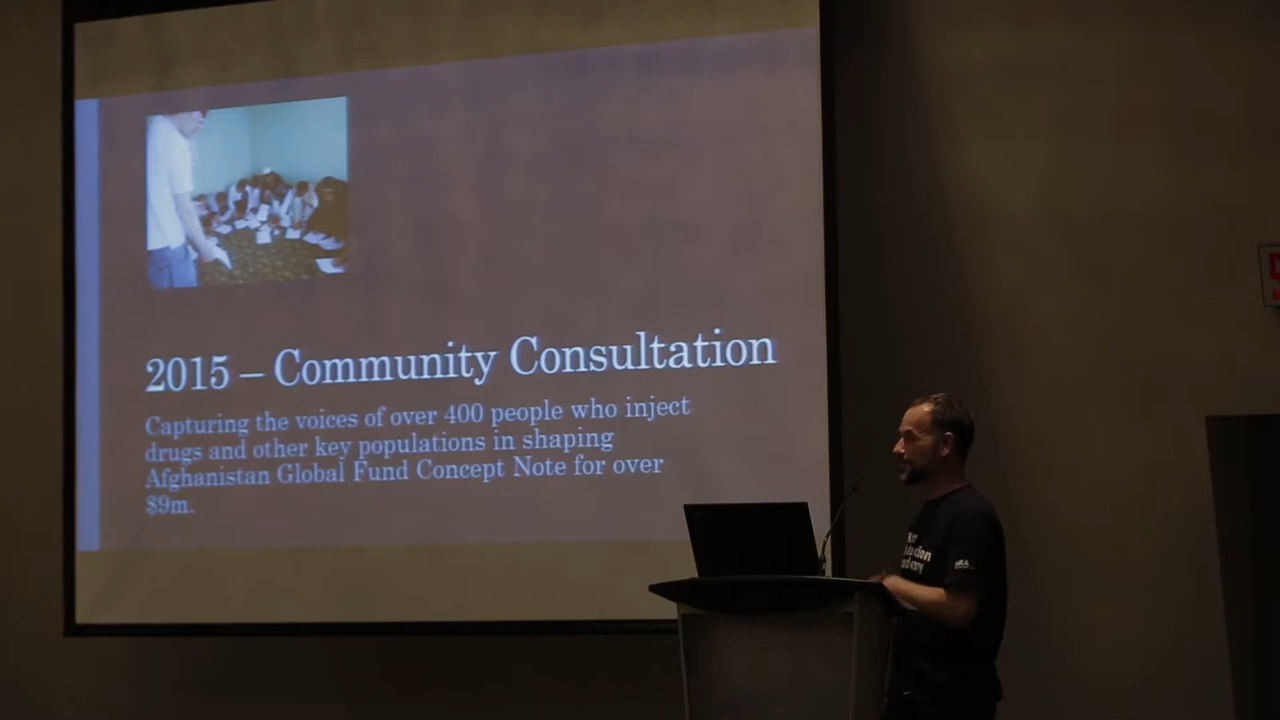 2015 – Community Consultation
Capturing the voices of over 400 people who inject
drugs and other key populations in shaping
Afghanistan Global Fund Concept Note for over
$9m.
HRA